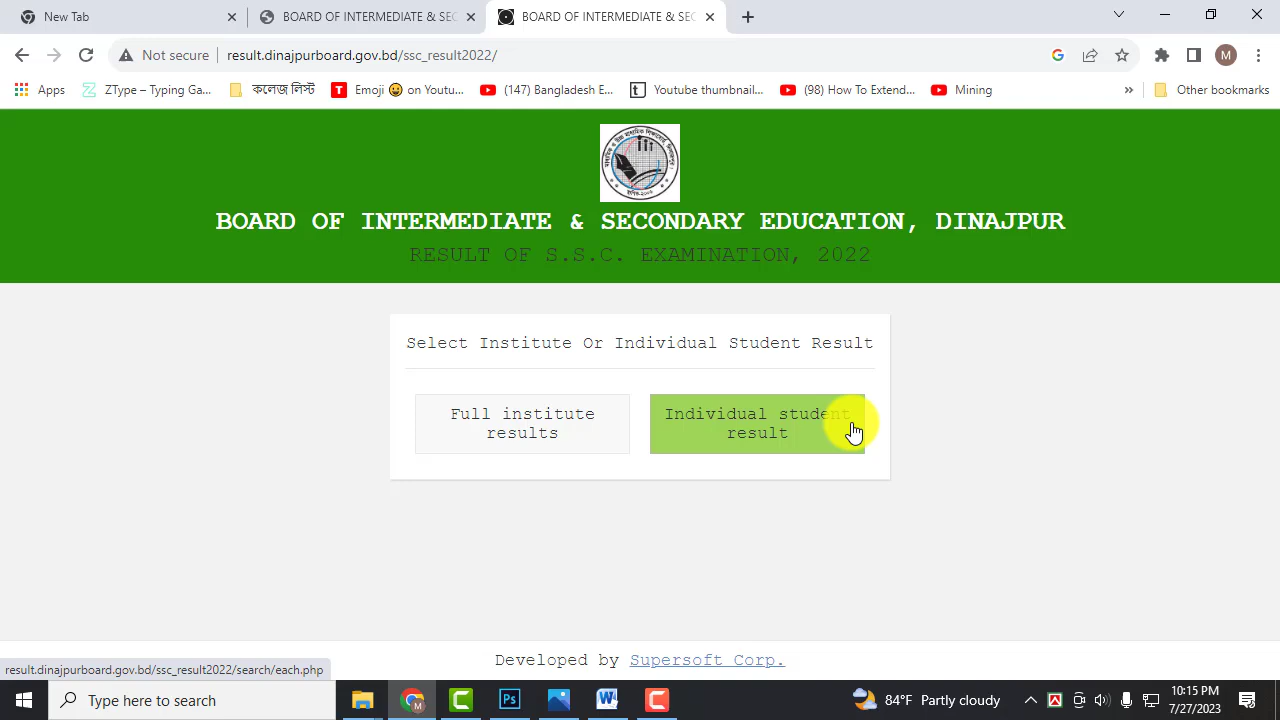 New Tab
BOARD OF INTERMEDIATE & SEC
BOARD OF INTERMEDIATE & SEC
Not secure
result.dinajpurboard.gov.bd/ssc_result2022/
M
Apps
ZType – Typing Ga...
কলেজ লিস্ট
Emoji 😀 on Youtu...
(147) Bangladesh E...
Youtube thumbnail...
(98) How To Extend...
Mining
»
Other bookmarks
BOARD OF INTERMEDIATE & SECONDARY EDUCATION, DINAJPUR
RESULT OF S.S.C. EXAMINATION, 2022
Select Institute Or Individual Student Result
Full institute
results
Individual student
result
Developed by Supersoft Corp.
result.dinajpurboard.gov.bd/ssc_result2022/search/each.php
Type here to search
84°F Partly cloudy
10:15 PM
7/27/2023